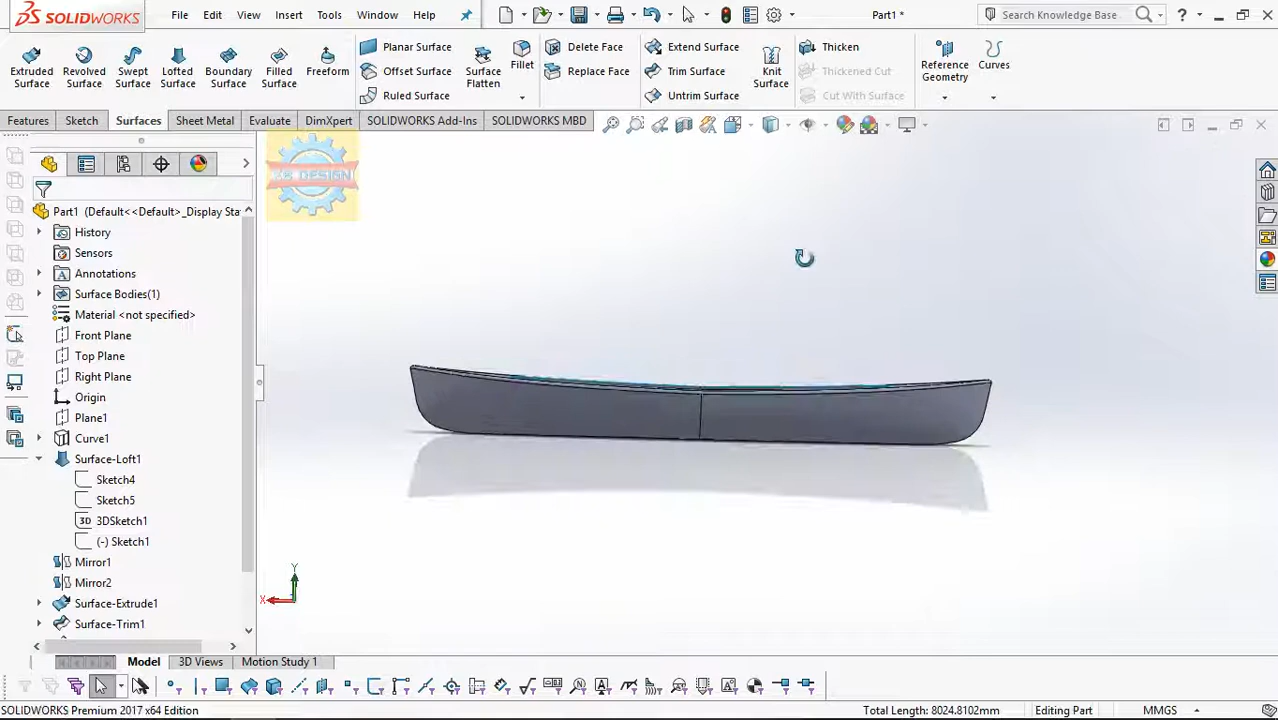 SOLIDWORKS File Edit View Insert Tools Window Help Part1 * Search Knowledge Base ?
Extruded Surface Revolved Surface Swept Surface Lofted Surface Boundary Surface Filled Surface Freeform Planar Surface Offset Surface Ruled Surface Surface Flatten Fillet Delete Face Replace Face Extend Surface Trim Surface Untrim Surface Knit Surface Thicken Thickened Cut Cut With Surface Reference Geometry Curves
Features Sketch Surfaces Sheet Metal Evaluate DimXpert SOLIDWORKS Add-Ins SOLIDWORKS MBD
DESIGN
Part1 (Default<<Default>_Display Sta
History
Sensors
Annotations
Surface Bodies(1)
Material <not specified>
Front Plane
Top Plane
Right Plane
Origin
Plane1
Curve1
Surface-Loft1
Sketch4
Sketch5
3D 3DSketch1
(-) Sketch1
Mirror1
Mirror2
Surface-Extrude1
Surface-Trim1
Y
X
Model 3D Views Motion Study 1
SOLIDWORKS Premium 2017 x64 Edition Total Length: 8024.8102mm Editing Part MMGS